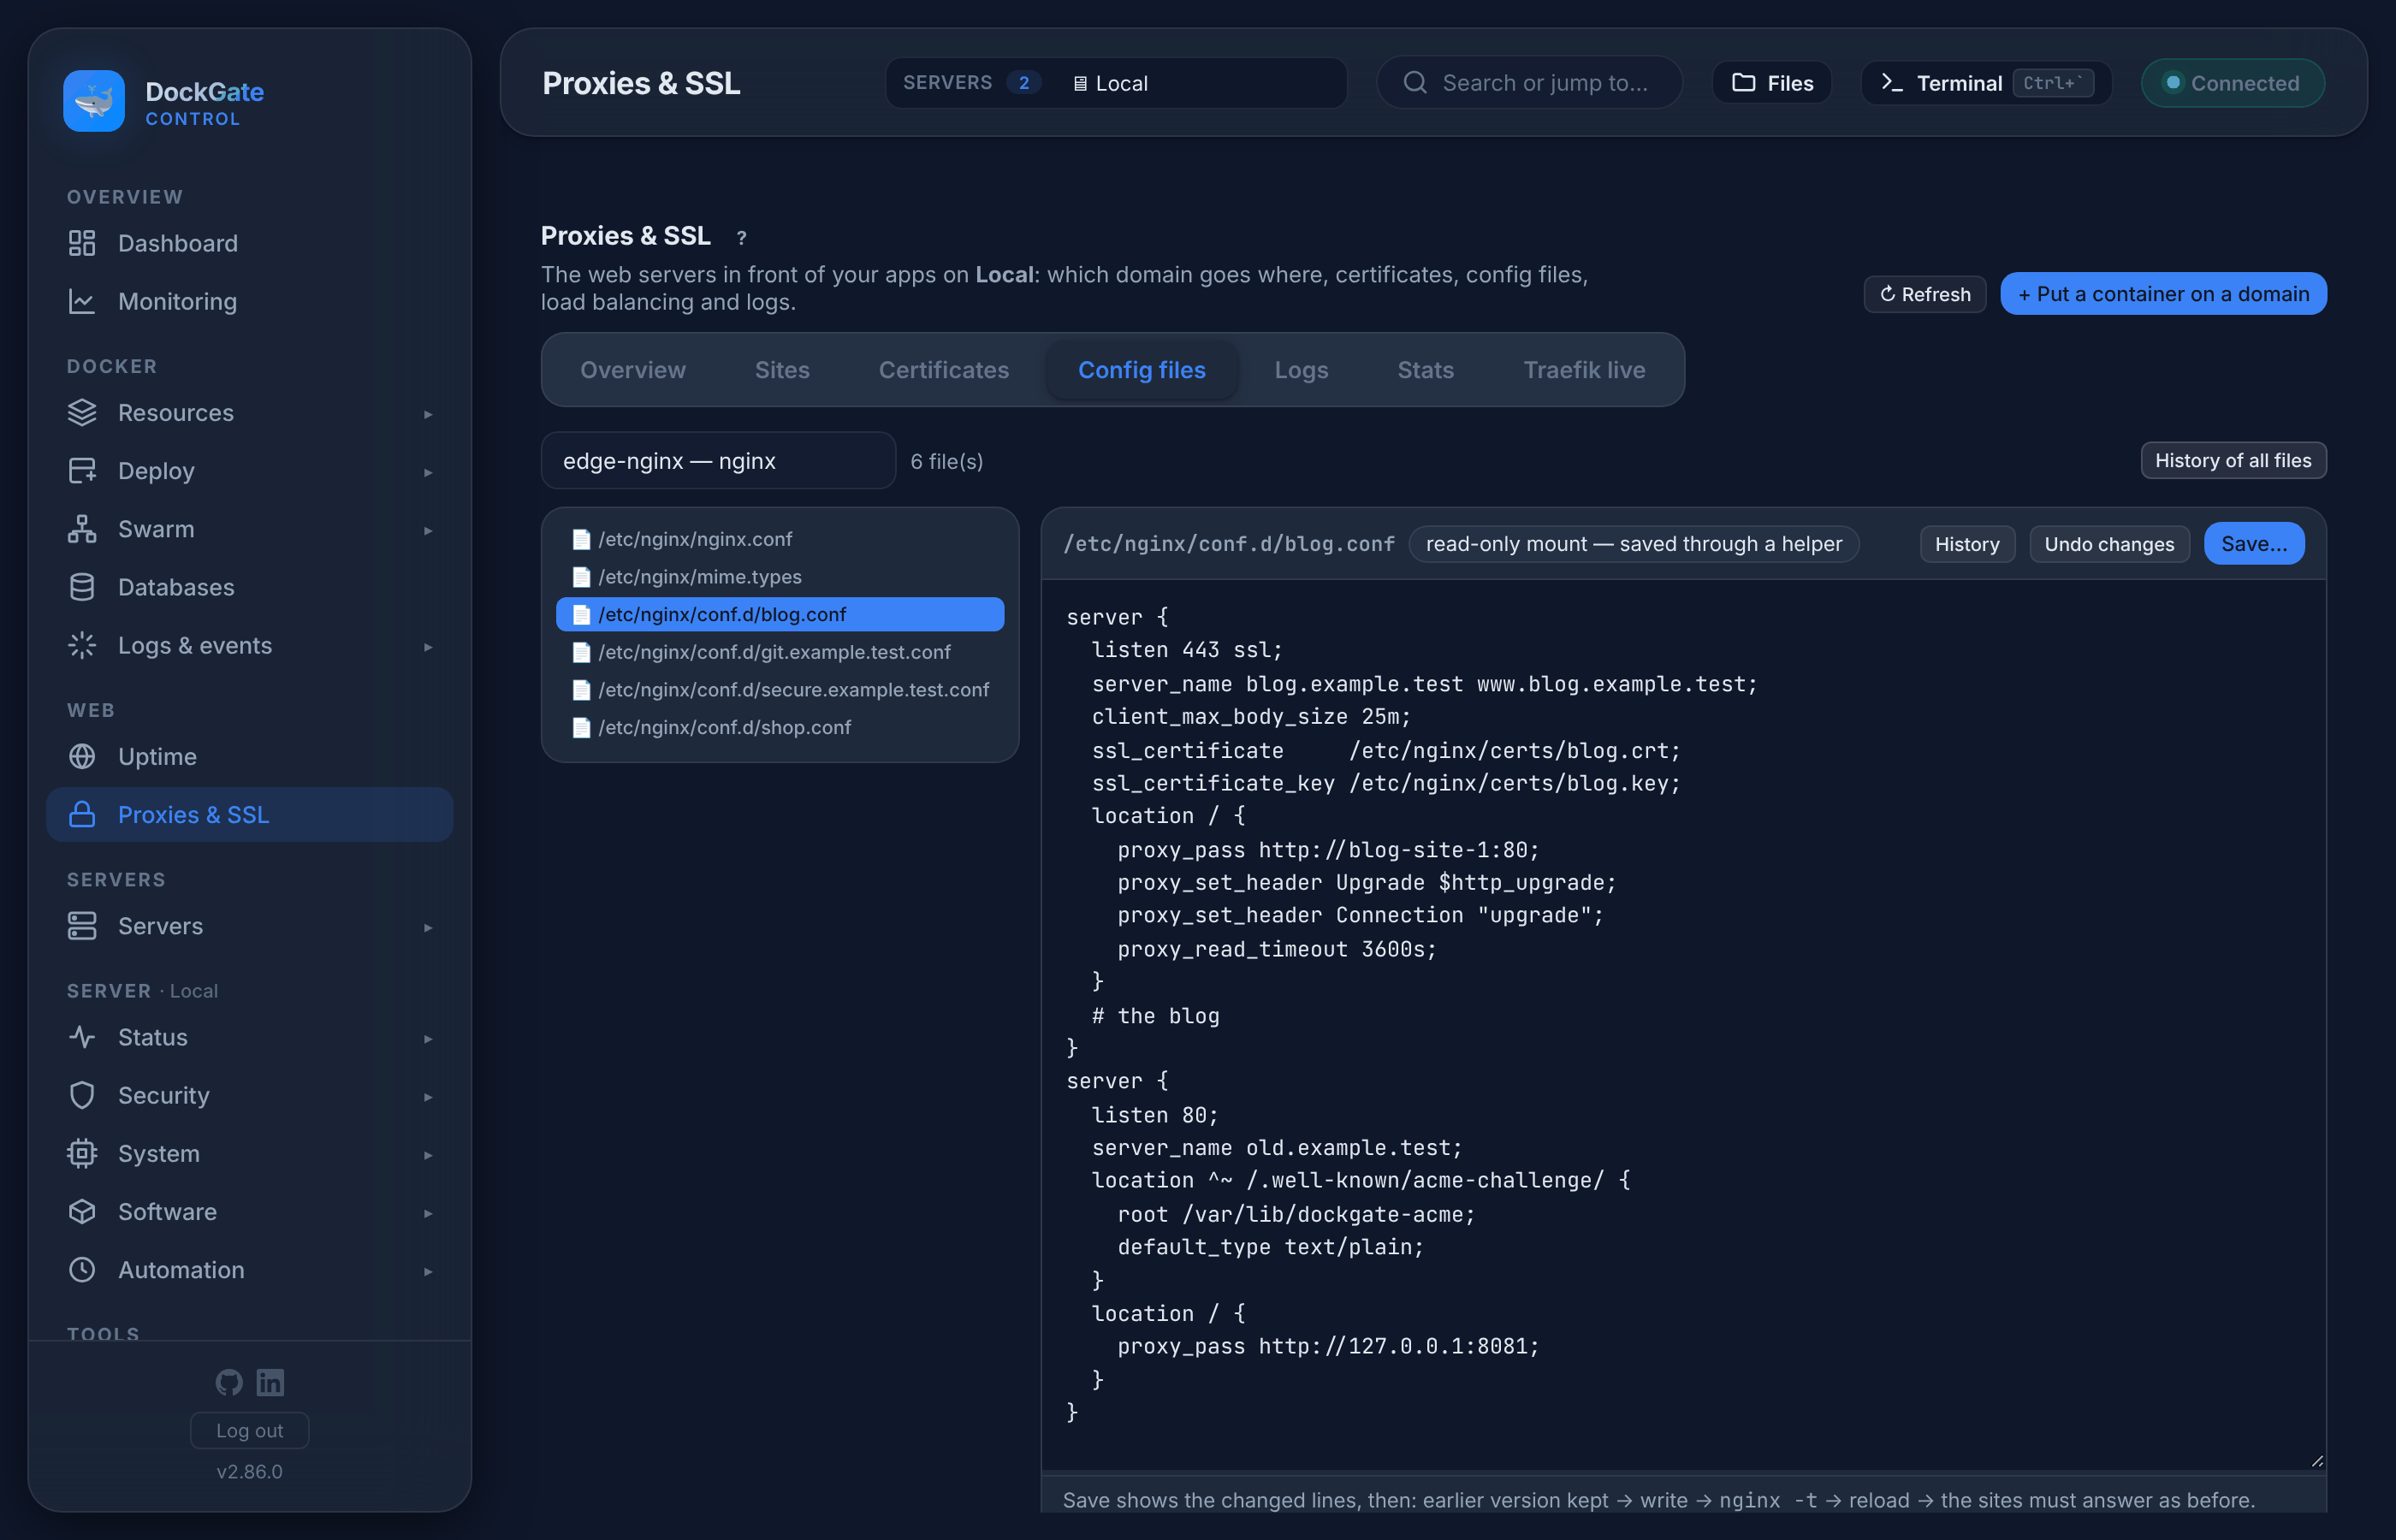 DockGate
CONTROL
OVERVIEW
Dashboard
Monitoring
DOCKER
Resources
Deploy
Swarm
Databases
Logs & events
WEB
Uptime
Proxies & SSL
SERVERS
Servers
SERVER · Local
Status
Security
System
Software
Automation
TOOLS
Log out
v2.86.0
Proxies & SSL
SERVERS 2 Local
Search or jump to...
Files
Terminal Ctrl+`
Connected
Proxies & SSL ?
The web servers in front of your apps on Local: which domain goes where, certificates, config files,
load balancing and logs.
Refresh
+ Put a container on a domain
Overview Sites Certificates Config files Logs Stats Traefik live
edge-nginx — nginx 6 file(s)
History of all files
/etc/nginx/nginx.conf
/etc/nginx/mime.types
/etc/nginx/conf.d/blog.conf
/etc/nginx/conf.d/git.example.test.conf
/etc/nginx/conf.d/secure.example.test.conf
/etc/nginx/conf.d/shop.conf
/etc/nginx/conf.d/blog.conf read-only mount — saved through a helper History Undo changes Save...
server {
  listen 443 ssl;
  server_name blog.example.test www.blog.example.test;
  client_max_body_size 25m;
  ssl_certificate     /etc/nginx/certs/blog.crt;
  ssl_certificate_key /etc/nginx/certs/blog.key;
  location / {
    proxy_pass http://blog-site-1:80;
    proxy_set_header Upgrade $http_upgrade;
    proxy_set_header Connection "upgrade";
    proxy_read_timeout 3600s;
  }
  # the blog
}
server {
  listen 80;
  server_name old.example.test;
  location ^~ /.well-known/acme-challenge/ {
    root /var/lib/dockgate-acme;
    default_type text/plain;
  }
  location / {
    proxy_pass http://127.0.0.1:8081;
  }
}
Save shows the changed lines, then: earlier version kept → write → nginx -t → reload → the sites must answer as before.